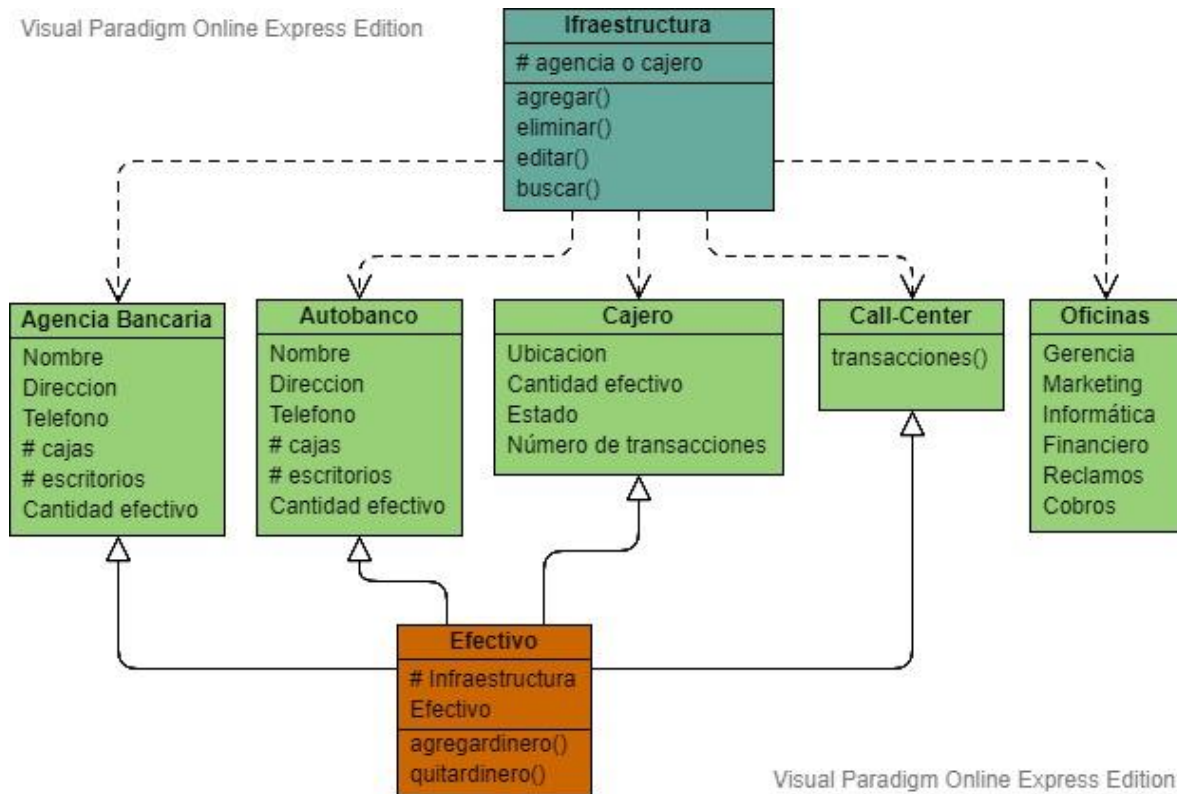 Visual Paradigm Online Express Edition
Ifraestructura
# agencia o cajero
agregar()
eliminar()
editar()
buscar()
Agencia Bancaria
Nombre
Direccion
Telefono
# cajas
# escritorios
Cantidad efectivo
Autobanco
Nombre
Direccion
Telefono
# cajas
# escritorios
Cantidad efectivo
Cajero
Ubicacion
Cantidad efectivo
Estado
Número de transacciones
Call-Center
transacciones()
Oficinas
Gerencia
Marketing
Informática
Financiero
Reclamos
Cobros
Efectivo
# Infraestructura
Efectivo
agregardinero()
quitardinero()
Visual Paradigm Online Express Edition